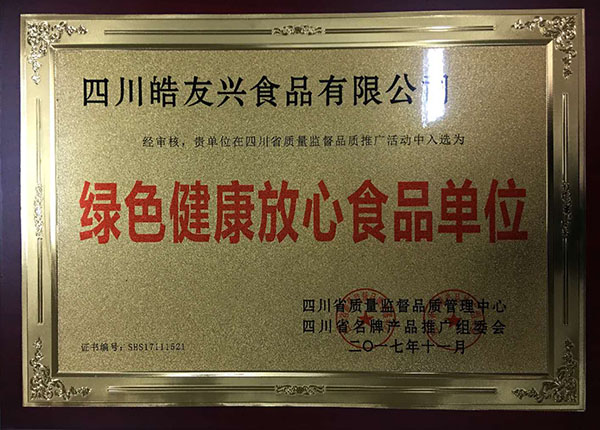 四川皓友兴食品有限公司
经审核，贵单位在四川省质量监督品质推广活动中入选为
绿色健康放心食品单位
四川省质量监督品质管理中心
四川省名牌产品推广组委会
二〇一七年十一月
证书编号：SHS17111521